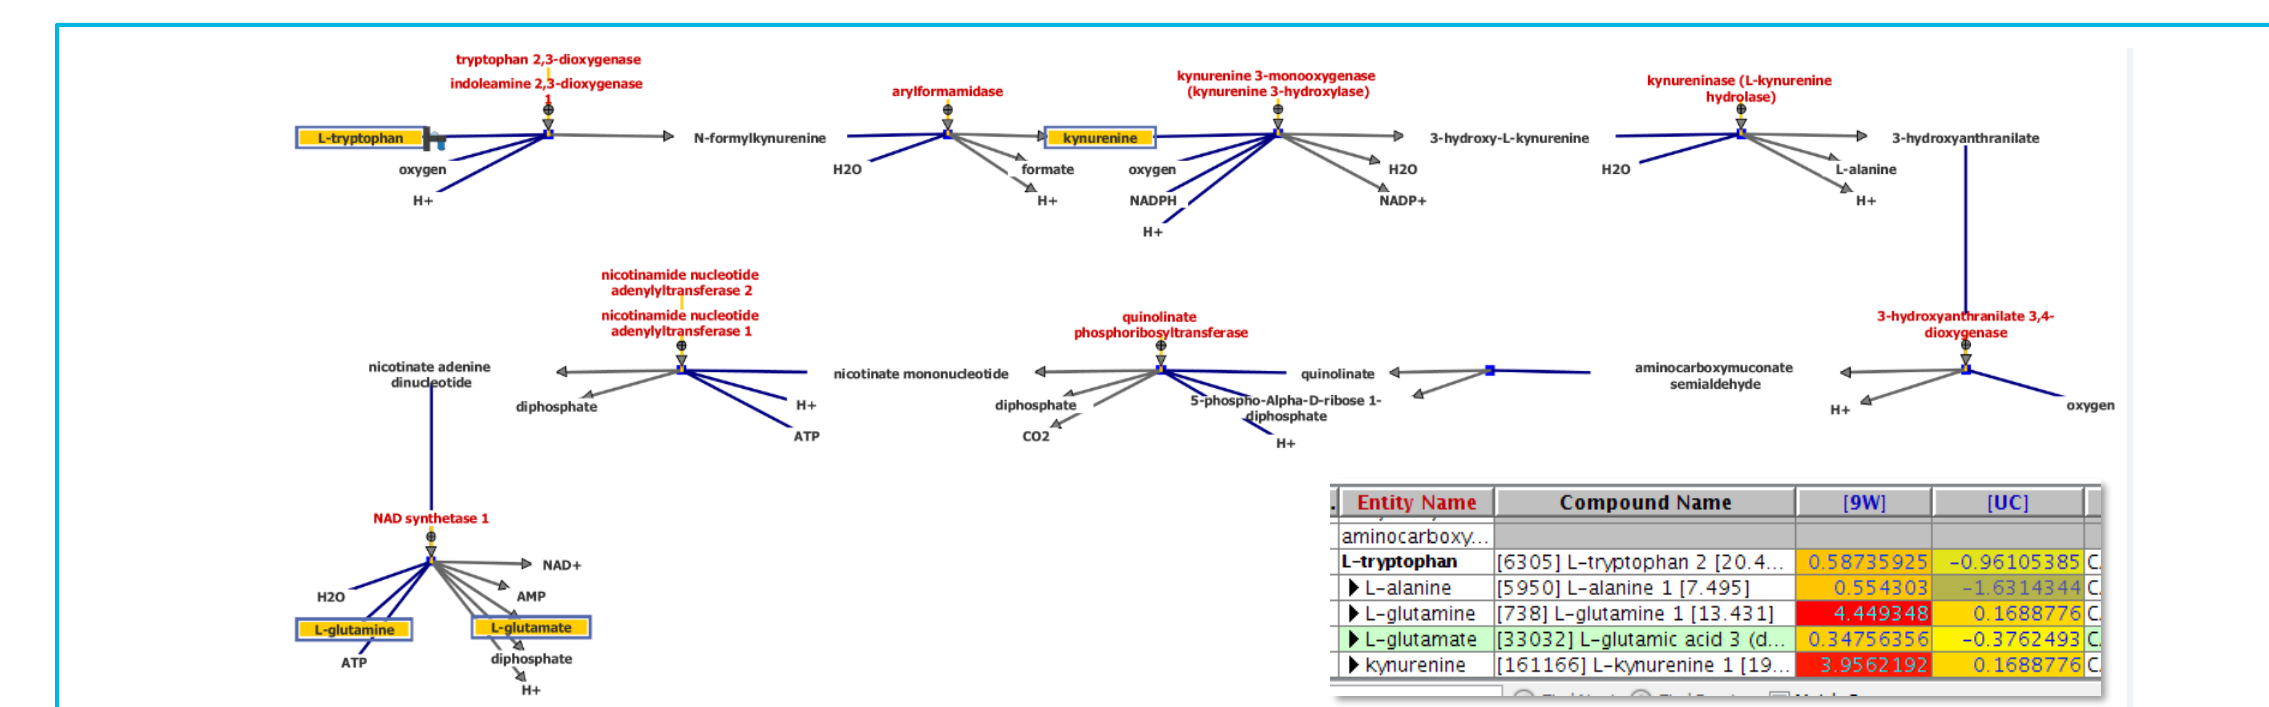 tryptophan 2,3-dioxygenase
indoleamine 2,3-dioxygenase
1
L-tryptophan
oxygen
H+
N-formylkynurenine
arylformamidase
H2O
kynurenine
formate
H+
kynurenine 3-monooxygenase
(kynurenine 3-hydroxylase)
oxygen
NADPH
H+
3-hydroxy-L-kynurenine
H2O
NADP+
kynureninase (L-kynurenine
hydrolase)
H2O
3-hydroxyanthranilate
L-alanine
H+
3-hydroxyanthranilate 3,4-
dioxygenase
oxygen
aminocarboxymuconate
semialdehyde
H+
quinolinate
quinolinate
phosphoribosyltransferase
5-phospho-Alpha-D-ribose 1-
diphosphate
H+
nicotinate mononucleotide
diphosphate
CO2
nicotinamide nucleotide
adenylyltransferase 2
nicotinamide nucleotide
adenylyltransferase 1
H+
ATP
nicotinate adenine
dinucleotide
diphosphate
NAD synthetase 1
H2O
L-glutamine
ATP
NAD+
AMP
L-glutamate
diphosphate
H+
. Entity Name Compound Name [9W] [UC]
aminocarboxy...
L-tryptophan [6305] L-tryptophan 2 [20.4... 0.58735925 -0.96105385 C
L-alanine [5950] L-alanine 1 [7.495] 0.554303 -1.6314344 C
L-glutamine [738] L-glutamine 1 [13.431] 4.449348 0.1688776 C
L-glutamate [33032] L-glutamic acid 3 (d... 0.34756356 -0.3762493 C
kynurenine [161166] L-kynurenine 1 [19... 3.9562192 0.1688776 C